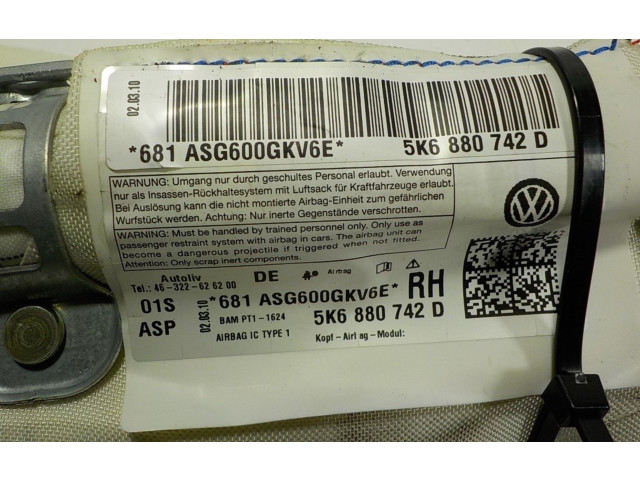 02.03.10
*681 ASG600GKV6E* 5K6 880 742 D
WARNUNG: Umgang nur durch geschultes Personal erlaubt. Verwendung
nur als Insassen-Rückhaltesystem mit Luftsack für Kraftfahrzeuge erlaubt.
Bei Auslösung kann die nicht montierte Airbag-Einheit zum gefährlichen
Wurfstück werden. Achtung: Nur inerte Gegenstände verschrotten.
WARNING: Must be handled by trained personnel only. Only use as
passenger restraint system with airbag in cars. The airbag unit can
become a dangerous projectile if triggered when not fitted.
Attention: Only scrap inert components.
Autoliv DE Airbag
Tel.: 46-322-62 62 00
01S 02.03.10 *681 ASG600GKV6E* RH
ASP BAM PT1-1624 5K6 880 742 D
AIRBAG IC TYPE 1 Kopf-Airbag-Modul: